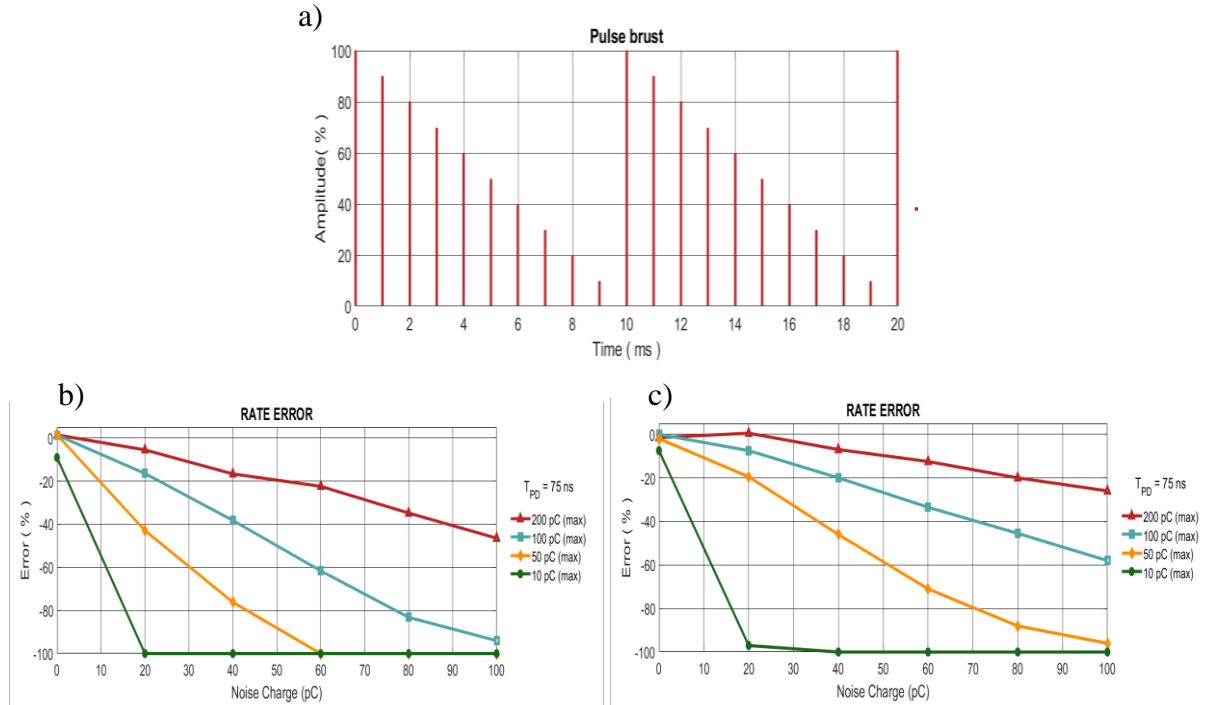 a)
Pulse brust
Amplitude( % )
100
80
60
40
20
0
0 2 4 6 8 10 12 14 16 18 20
Time ( ms )
b)
RATE ERROR
Error ( % )
0
-20
-40
-60
-80
-100
0 10 20 30 40 50 60 70 80 90 100
Noise Charge (pC)
T_PD = 75 ns
200 pC (max)
100 pC (max)
50 pC (max)
10 pC (max)
c)
RATE ERROR
Error ( % )
0
-20
-40
-60
-80
-100
0 10 20 30 40 50 60 70 80 90 100
Noise Charge (pC)
T_PD = 75 ns
200 pC (max)
100 pC (max)
50 pC (max)
10 pC (max)